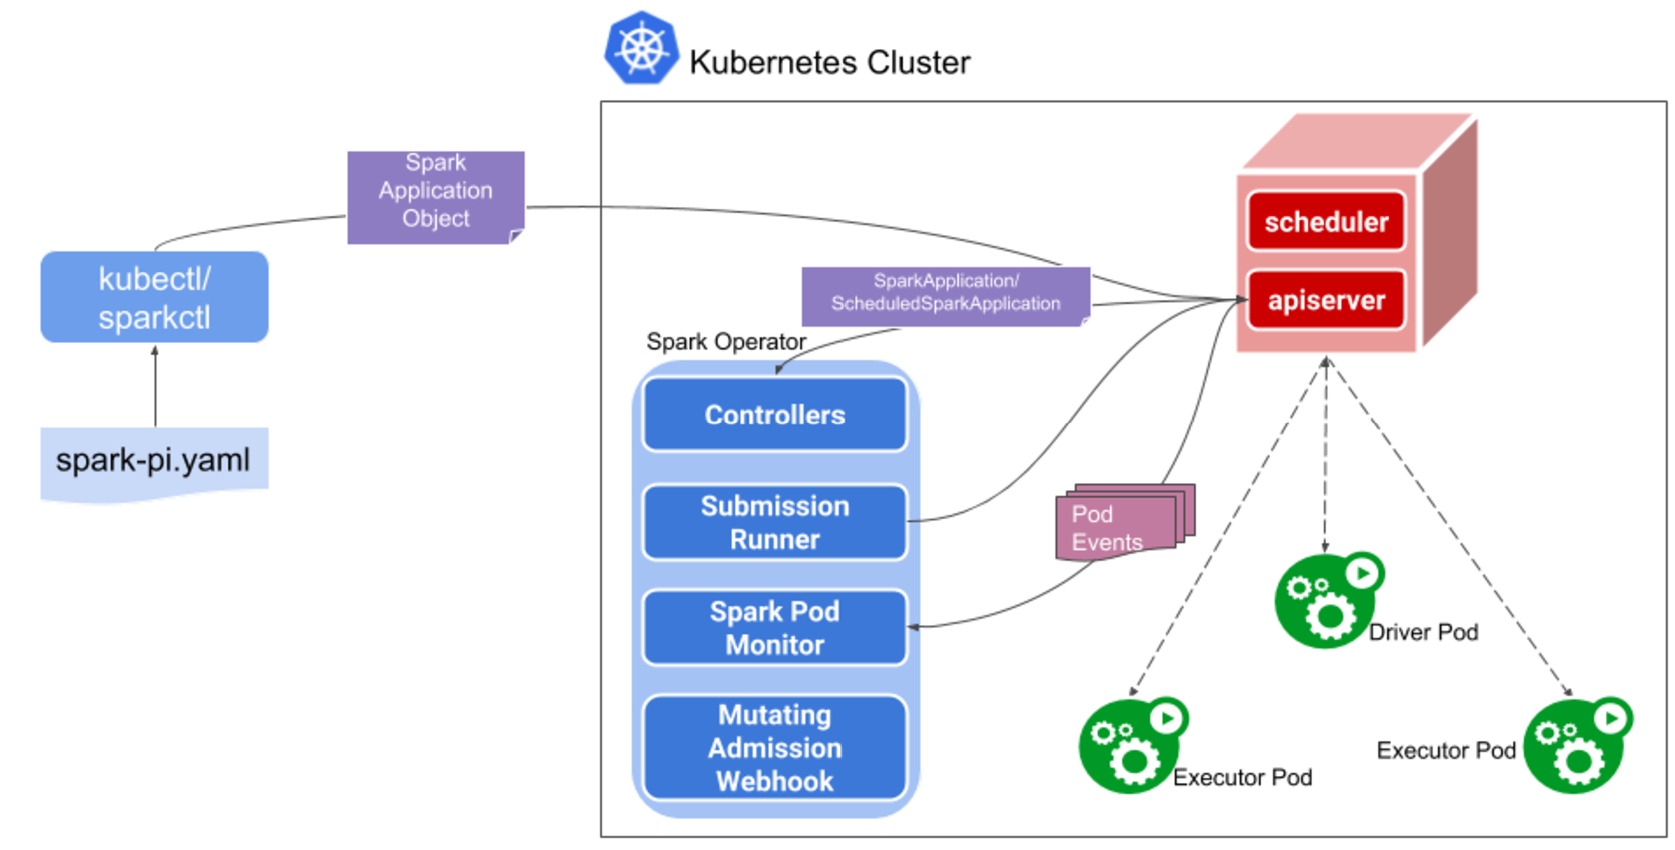 Kubernetes Cluster
Spark
Application
Object
kubectl/
sparkctl
spark-pi.yaml
scheduler
apiserver
SparkApplication/
ScheduledSparkApplication
Spark Operator
Controllers
Submission
Runner
Spark Pod
Monitor
Mutating
Admission
Webhook
Pod
Events
Driver Pod
Executor Pod
Executor Pod